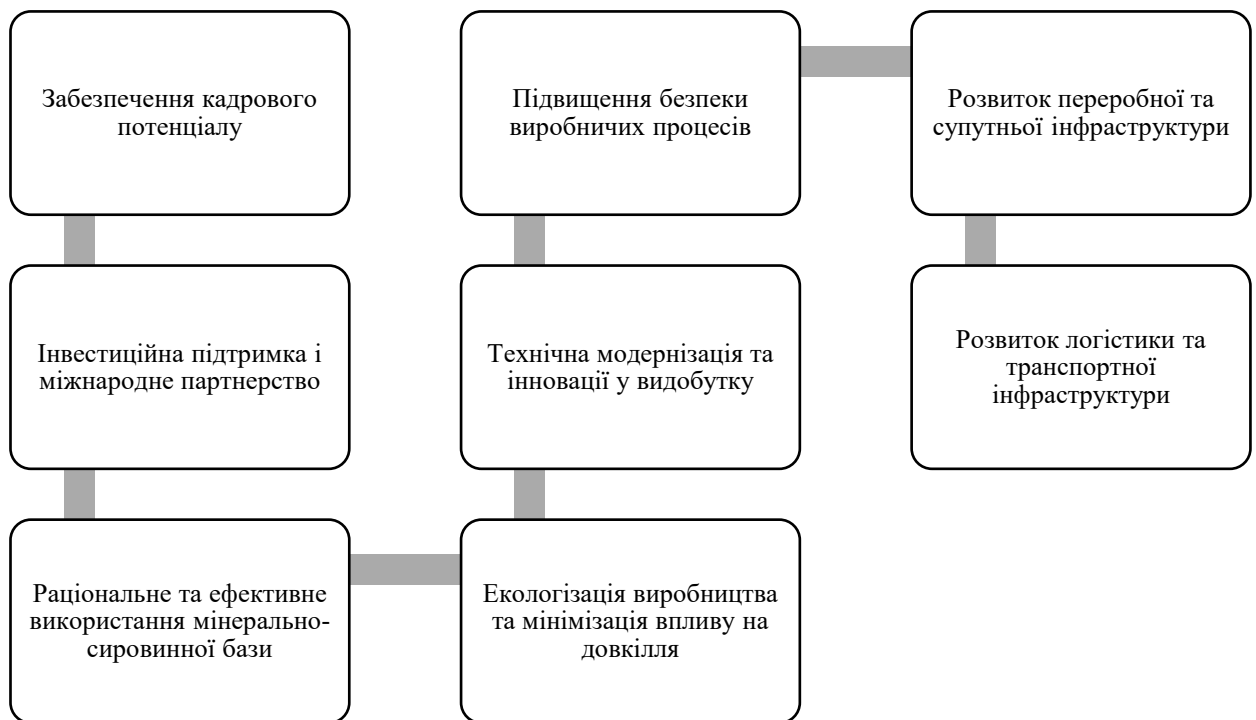 Забезпечення кадрового
потенціалу
Інвестиційна підтримка і
міжнародне партнерство
Раціональне та ефективне
використання мінерально-
сировинної бази
Екологізація виробництва
та мінімізація впливу на
довкілля
Технічна модернізація та
інновації у видобутку
Підвищення безпеки
виробничих процесів
Розвиток переробної та
супутньої інфраструктури
Розвиток логістики та
транспортної
інфраструктури